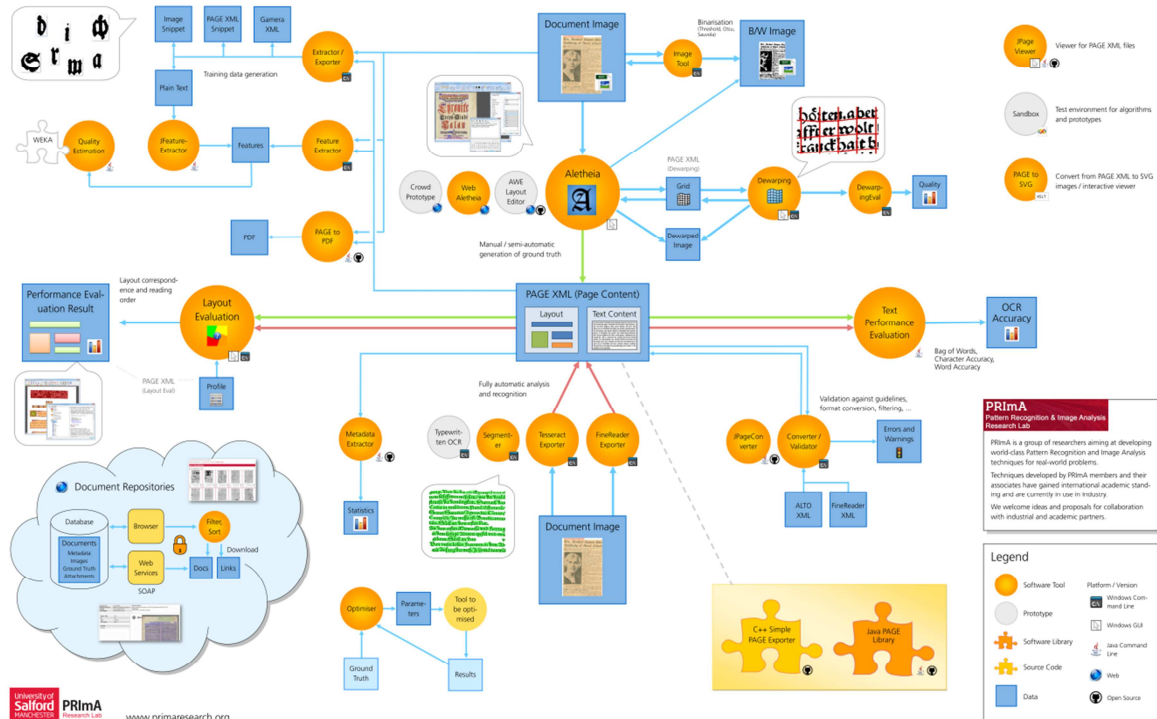 Image
Snippet
PAGE XML
Snippet
Gamera
XML
Extractor /
Exporter
Training data generation
Plain Text
WEKA
Quality
Estimation
JFeature-
Extractor
Features
Feature
Extractor
PDF
PAGE to
PDF
Document Image
Binarisation
(Threshold, Otsu,
Sauvola)
Image
Tool
B/W Image
JPage
Viewer
Viewer for PAGE XML files
Sandbox
Test environment for algorithms
and prototypes
PAGE to
SVG
XSLT
Convert from PAGE XML to SVG
images / interactive viewer
Crowd
Prototype
Web
Aletheia
AWE
Layout
Editor
Aletheia
A
PAGE XML
(Dewarping)
Grid
Dewarping
Dewarp-
ingEval
Quality
Dewarped
Image
Manual / semi-automatic
generation of ground truth
Performance Eval-
uation Result
Layout correspond-
ence and reading
order
Layout
Evaluation
PAGE XML
(Layout Eval)
Profile
PAGE XML (Page Content)
Layout
Text Content
Text
Performance
Evaluation
OCR
Accuracy
Bag of Words,
Character Accuracy,
Word Accuracy
Fully automatic analysis
and recognition
Metadata
Extractor
Statistics
Typewrit-
ten OCR
Segment-
er
Tesseract
Exporter
FineReader
Exporter
Document Image
Validation against guidelines,
format conversion, filtering, ...
JPageCon-
verter
Converter /
Validator
Errors and
Warnings
ALTO
XML
FineReader
XML
PRImA
Pattern Recognition & Image Analysis
Research Lab
PRImA is a group of researchers aiming at developing
world-class Pattern Recognition and Image Analysis
techniques for real-world problems.
Techniques developed by PRImA members and their
associates have gained international academic stand-
ing and are currently in use in industry.
We welcome ideas and proposals for collaboration
with industrial and academic partners.
Document Repositories
Database
Documents
Metadata
Images
Ground Truth
Attachments
Browser
Web
Services
SOAP
Filter,
Sort
Download
Docs
Links
Optimiser
Parame-
ters
Tool to
be opti-
mised
Ground
Truth
Results
C++ Simple
PAGE Exporter
Java PAGE
Library
Legend
Software Tool
Prototype
Software Library
Source Code
Data
Platform / Version
Windows Com-
mand Line
Windows GUI
Java Command
Line
Web
Open Source
University of
Salford
MANCHESTER
PRImA
Research Lab
www.primaresearch.org